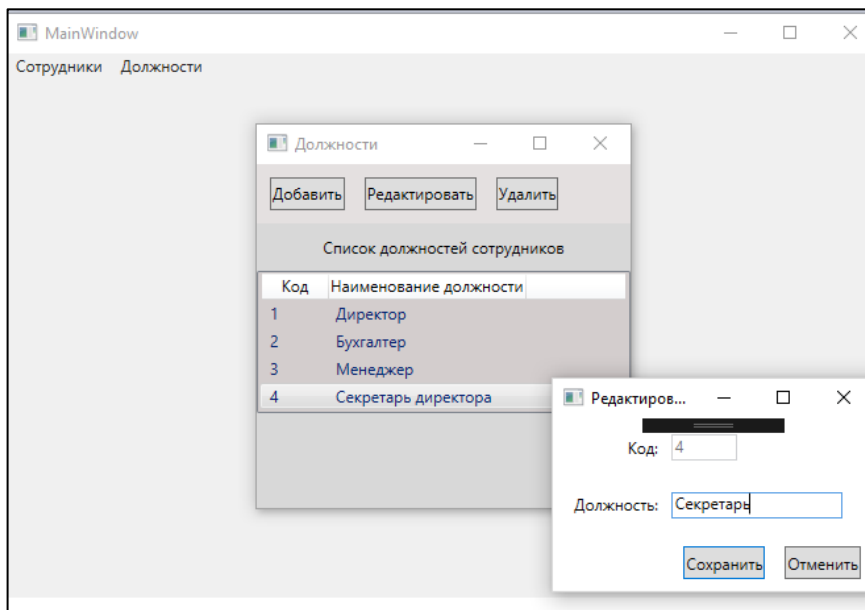 MainWindow
Сотрудники Должности
Должности
Добавить Редактировать Удалить
Список должностей сотрудников
Код Наименование должности
1 Директор
2 Бухгалтер
3 Менеджер
4 Секретарь директора
Редактиров...
Код: 4
Должность: Секретарь
Сохранить Отменить